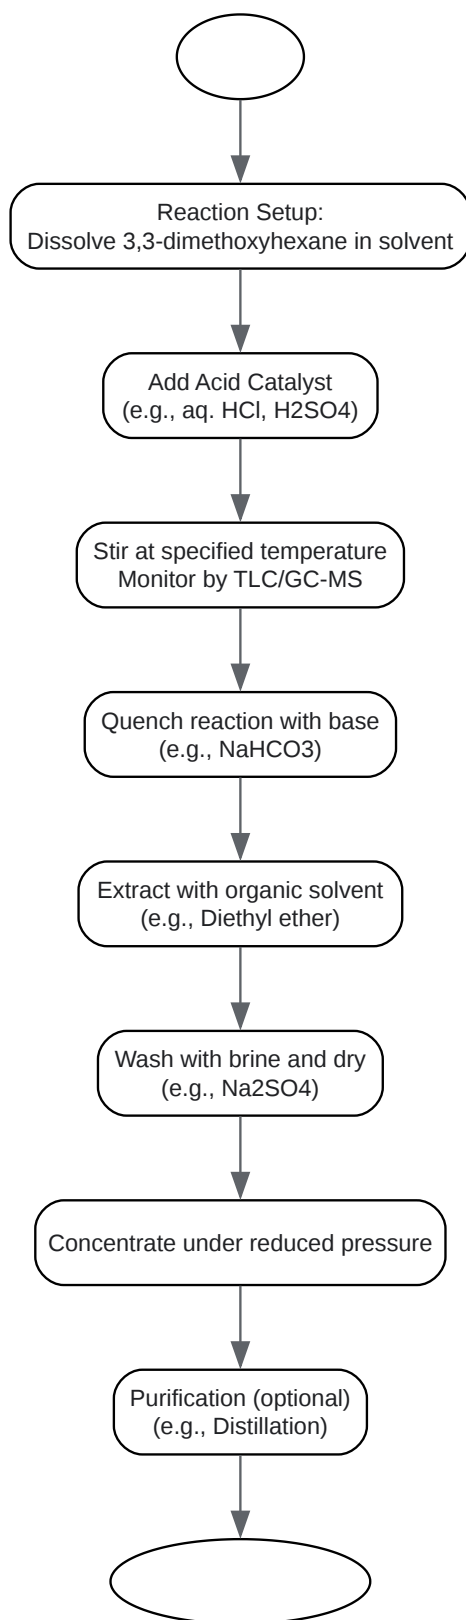 Reaction Setup:
Dissolve 3,3-dimethoxyhexane in solvent
Add Acid Catalyst
(e.g., aq. HCl, H2SO4)
Stir at specified temperature
Monitor by TLC/GC-MS
Quench reaction with base
(e.g., NaHCO3)
Extract with organic solvent
(e.g., Diethyl ether)
Wash with brine and dry
(e.g., Na2SO4)
Concentrate under reduced pressure
Purification (optional)
(e.g., Distillation)